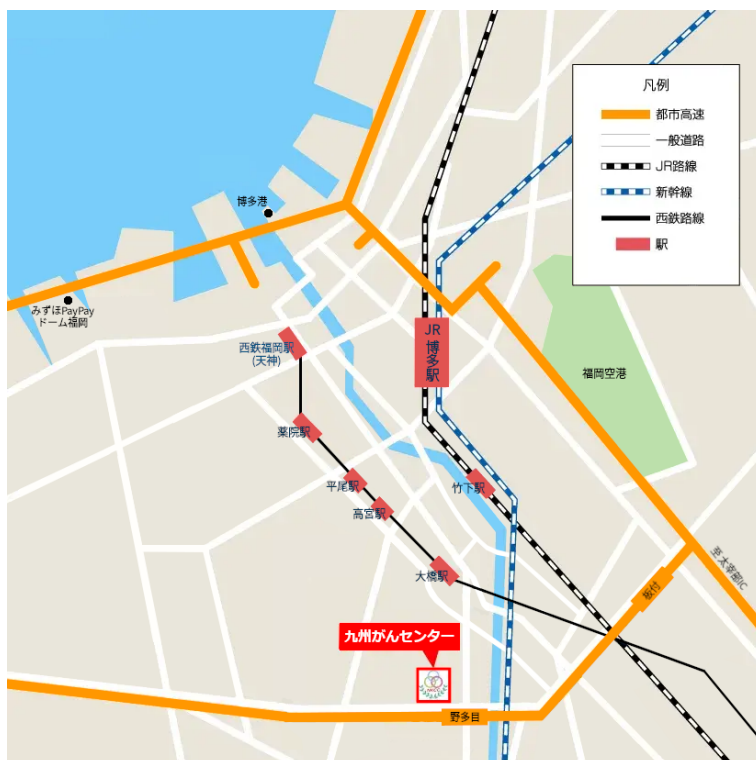 凡例
都市高速
一般道路
JR路線
新幹線
西鉄路線
駅
博多港
みずほPayPay
ドーム福岡
西鉄福岡駅
(天神)
JR
博多駅
福岡空港
薬院駅
平尾駅
高宮駅
竹下駅
大橋駅
至太宰部IC
板付
九州がんセンター
野多目